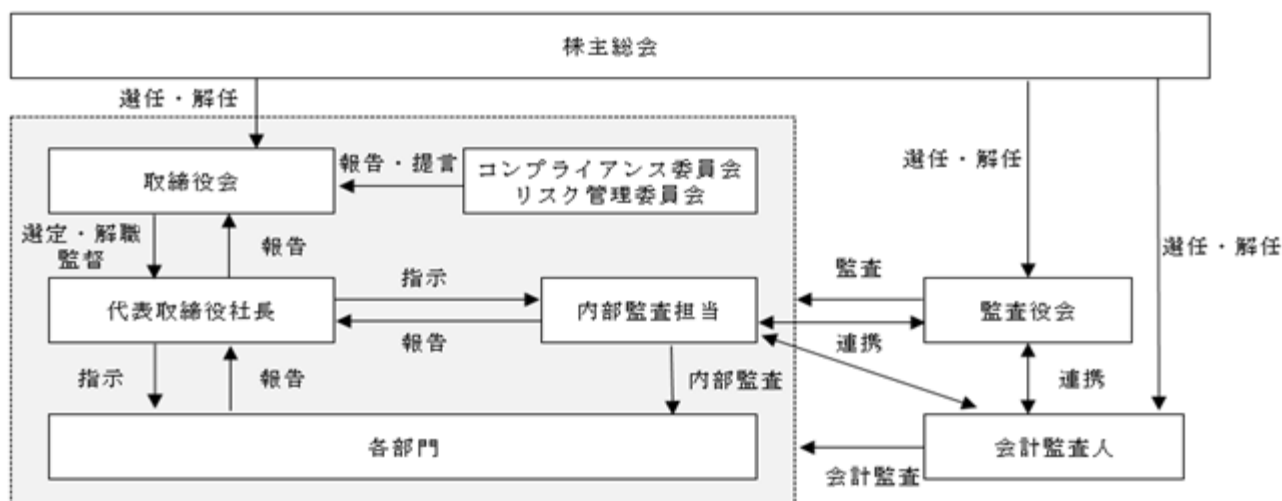 株主総会
選任・解任
取締役会
報告・提言
コンプライアンス委員会
リスク管理委員会
選任・解任
選任・解任
選定・解職
監督
報告
代表取締役社長
指示
報告
内部監査担当
監査
連携
監査役会
指示
報告
内部監査
連携
各部門
会計監査
会計監査人